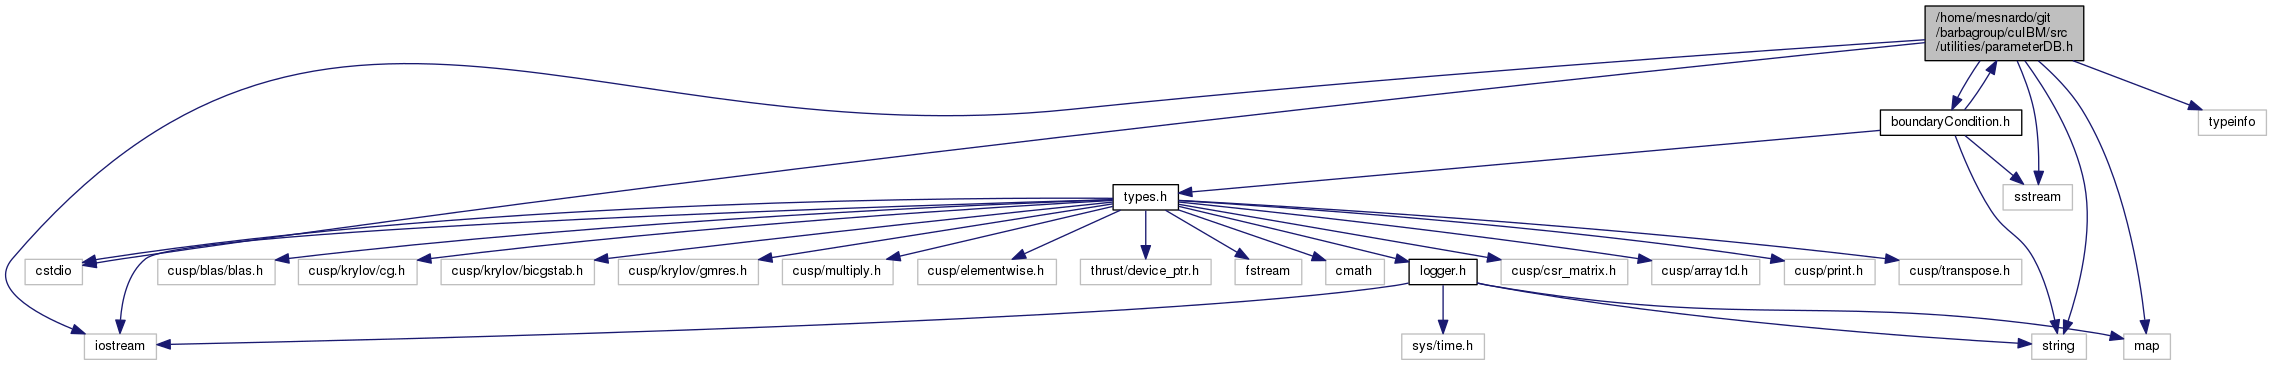 /home/mesnardo/git
/barbagroup/cuIBM/src
/utilities/parameterDB.h
boundaryCondition.h
typeinfo
types.h
sstream
cstdio
cusp/blas/blas.h
cusp/krylov/cg.h
cusp/krylov/bicgstab.h
cusp/krylov/gmres.h
cusp/multiply.h
cusp/elementwise.h
thrust/device_ptr.h
fstream
cmath
logger.h
cusp/csr_matrix.h
cusp/array1d.h
cusp/print.h
cusp/transpose.h
iostream
sys/time.h
string
map